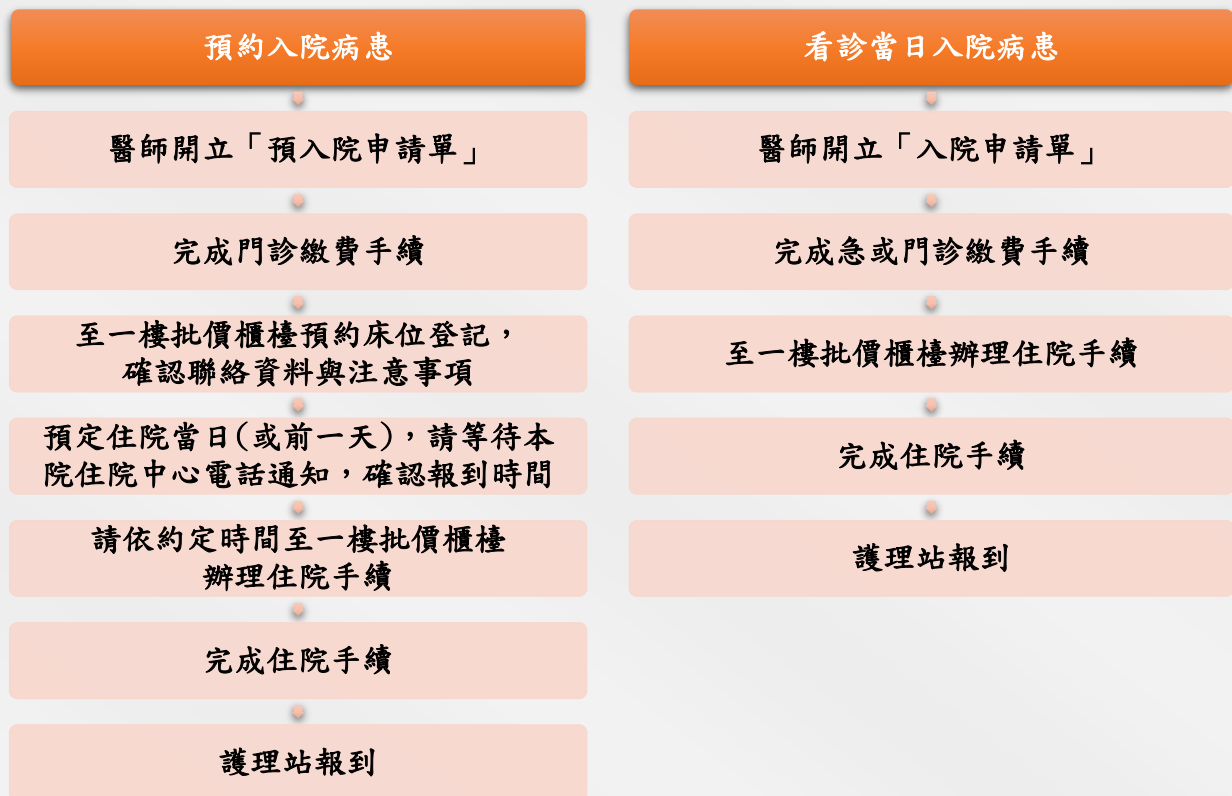 預約入院病患
醫師開立「預入院申請單」
完成門診繳費手續
至一樓批價櫃檯預約床位登記，
確認聯絡資料與注意事項
預定住院當日(或前一天)，請等待本
院住院中心電話通知，確認報到時間
請依約定時間至一樓批價櫃檯
辦理住院手續
完成住院手續
護理站報到
看診當日入院病患
醫師開立「入院申請單」
完成急或門診繳費手續
至一樓批價櫃檯辦理住院手續
完成住院手續
護理站報到